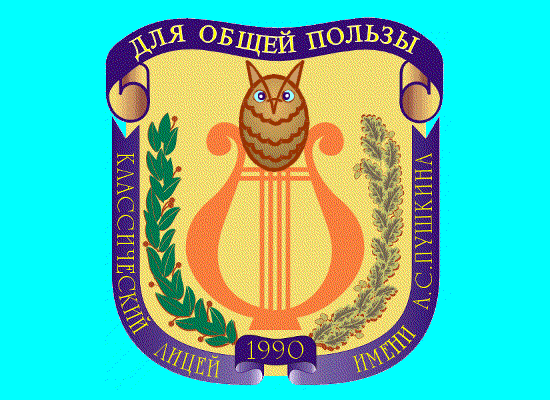 ДЛЯ ОБЩЕЙ ПОЛЬЗЫ
КЛАССИЧЕСКИЙ ЛИЦЕЙ
1990
ИМЕНИ А.С.ПУШКИНА